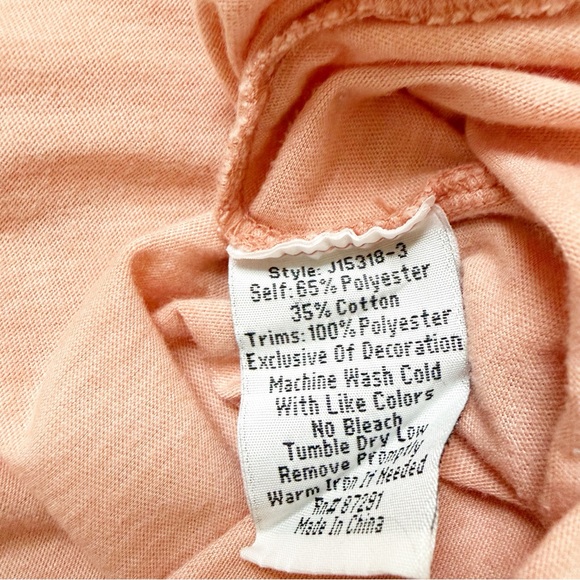 Style: J15318-3
Self: 65% Polyester
35% Cotton
Trims: 100% Polyester
Exclusive Of Decoration
Machine Wash Cold
With Like Colors
No Bleach
Tumble Dry Low
Remove Promptly
Warm Iron If Needed
Rn# 87291
Made In China